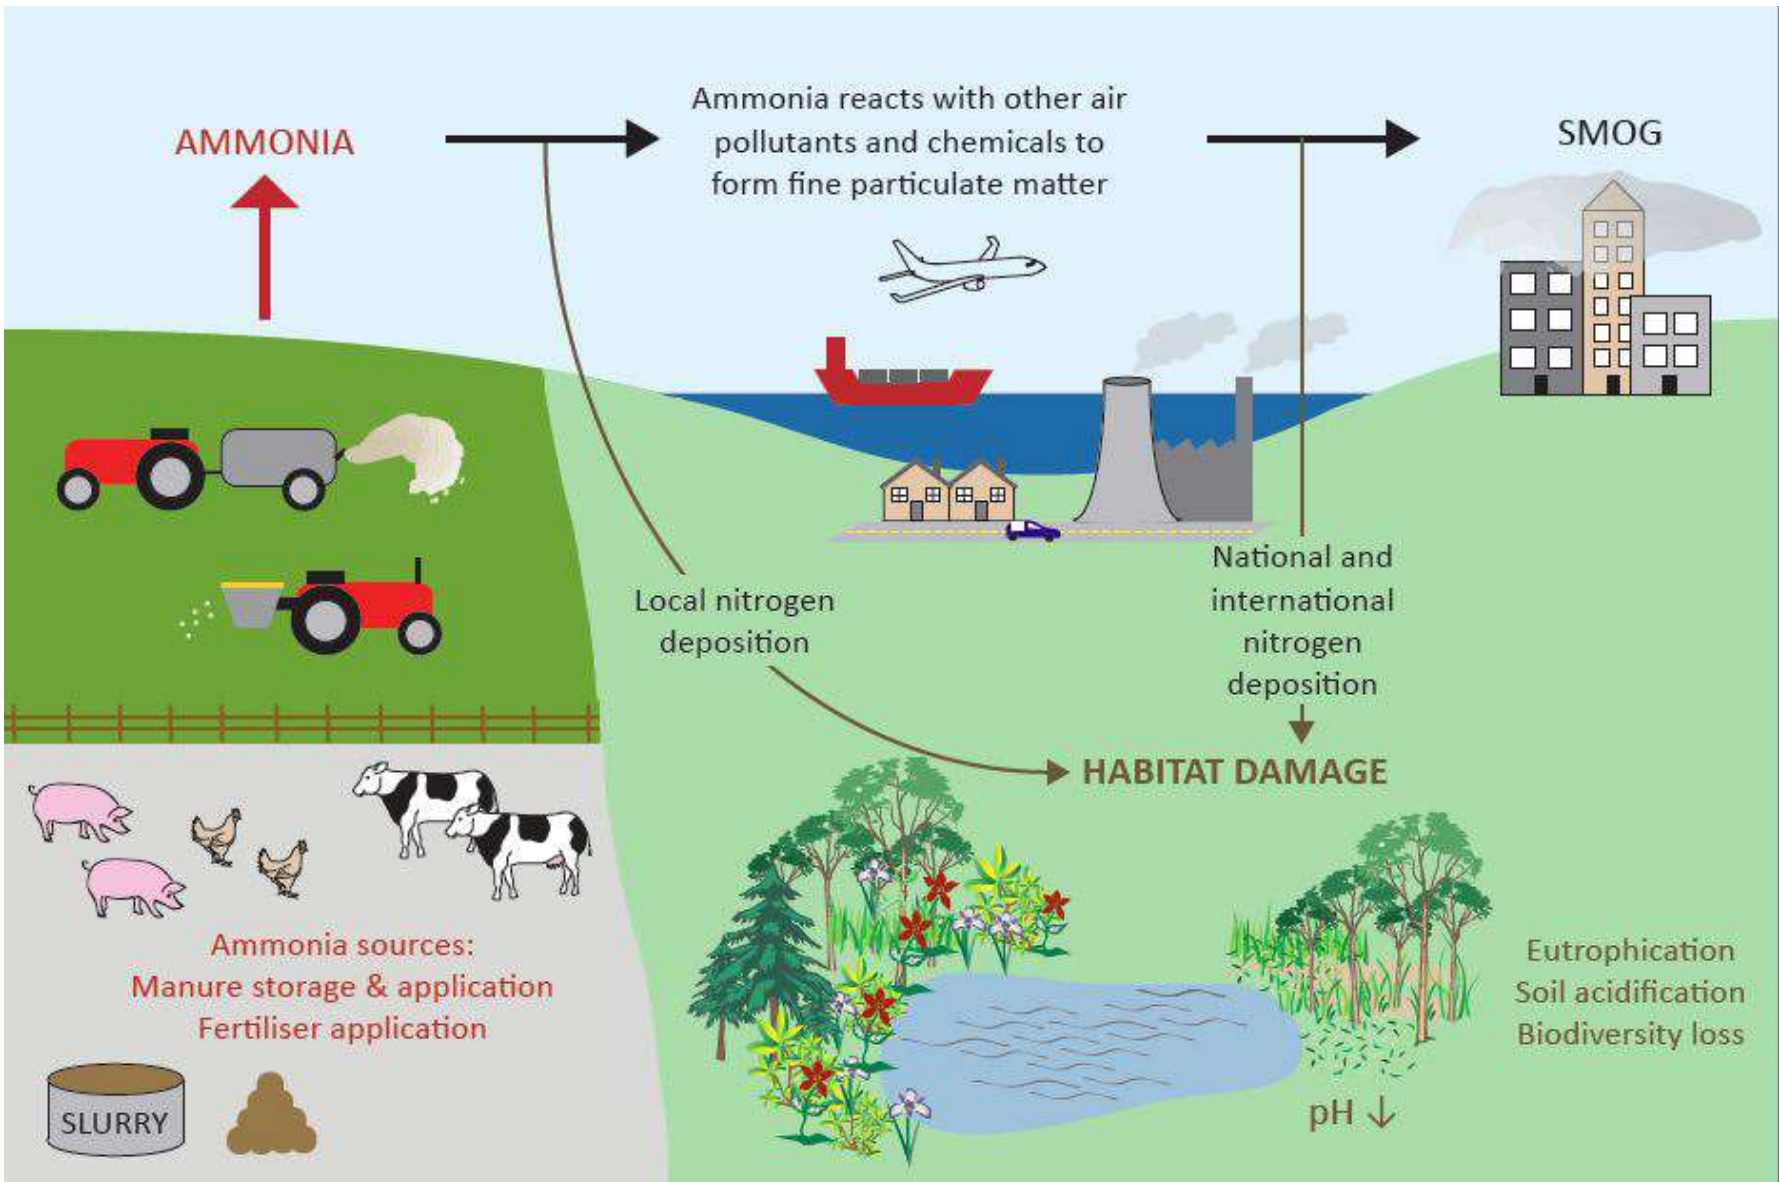 AMMONIA
Ammonia reacts with other air
pollutants and chemicals to
form fine particulate matter
SMOG
Local nitrogen
deposition
National and
international
nitrogen
deposition
HABITAT DAMAGE
Ammonia sources:
Manure storage & application
Fertiliser application
SLURRY
Eutrophication
Soil acidification
Biodiversity loss
pH ↓